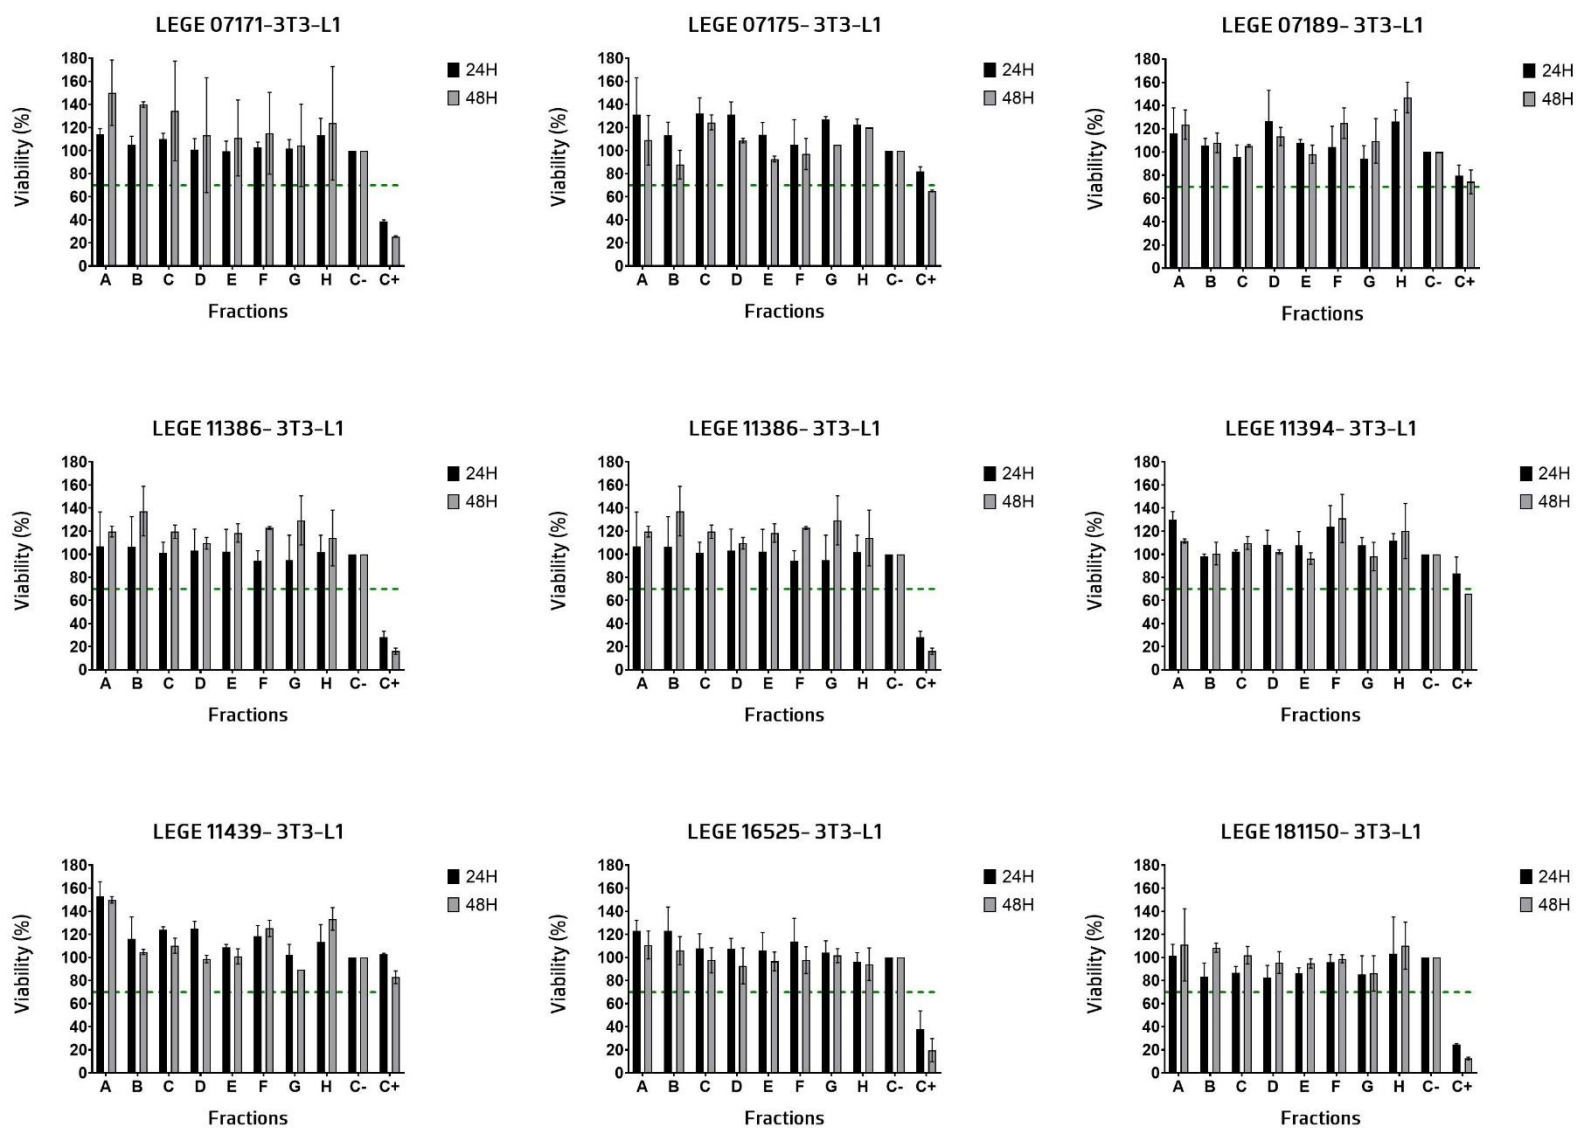 LEGE 07171-3T3-L1
180
160
140
120
100
80
60
40
20
0
Viability (%)
A B C D E F G H C- C+
Fractions
24H
48H
LEGE 07175- 3T3-L1
180
160
140
120
100
80
60
40
20
0
Viability (%)
A B C D E F G H C- C+
Fractions
24H
48H
LEGE 07189- 3T3-L1
180
160
140
120
100
80
60
40
20
0
Viability (%)
A B C D E F G H C- C+
Fractions
24H
48H
LEGE 11386- 3T3-L1
180
160
140
120
100
80
60
40
20
0
Viability (%)
A B C D E F G H C- C+
Fractions
24H
48H
LEGE 11386- 3T3-L1
180
160
140
120
100
80
60
40
20
0
Viability (%)
A B C D E F G H C- C+
Fractions
24H
48H
LEGE 11394- 3T3-L1
180
160
140
120
100
80
60
40
20
0
Viability (%)
A B C D E F G H C- C+
Fractions
24H
48H
LEGE 11439- 3T3-L1
180
160
140
120
100
80
60
40
20
0
Viability (%)
A B C D E F G H C- C+
Fractions
24H
48H
LEGE 16525- 3T3-L1
180
160
140
120
100
80
60
40
20
0
Viability (%)
A B C D E F G H C- C+
Fractions
24H
48H
LEGE 181150- 3T3-L1
180
160
140
120
100
80
60
40
20
0
Viability (%)
A B C D E F G H C- C+
Fractions
24H
48H